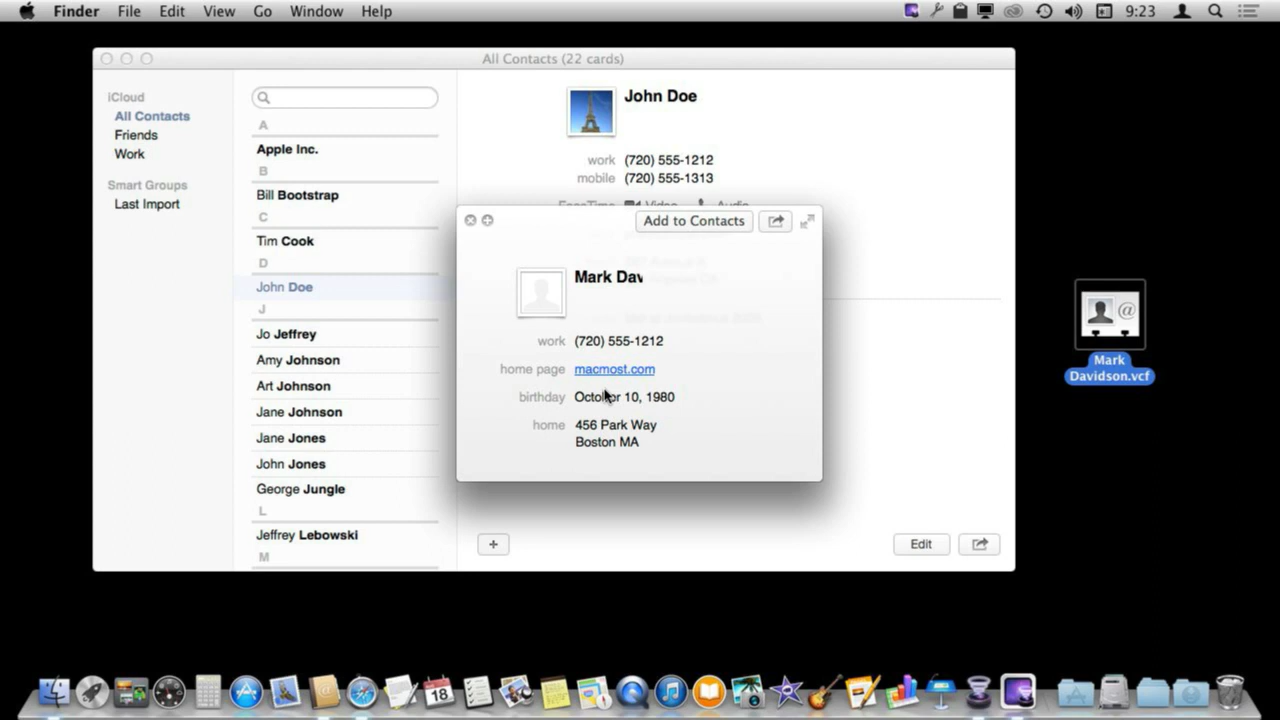 Finder File Edit View Go Window Help 9:23
All Contacts (22 cards)
iCloud
All Contacts
Friends
Work
Smart Groups
Last Import
A
Apple Inc.
B
Bill Bootstrap
C
Tim Cook
D
John Doe
J
Jo Jeffrey
Amy Johnson
Art Johnson
Jane Johnson
Jane Jones
John Jones
George Jungle
L
Jeffrey Lebowski
M
John Doe
work (720) 555-1212
mobile (720) 555-1313
FaceTime Video Audio
Add to Contacts
Mark Dav
work (720) 555-1212
home page macmost.com
birthday October 10, 1980
home 456 Park Way
Boston MA
+
Edit
@
Mark
Davidson.vcf
18